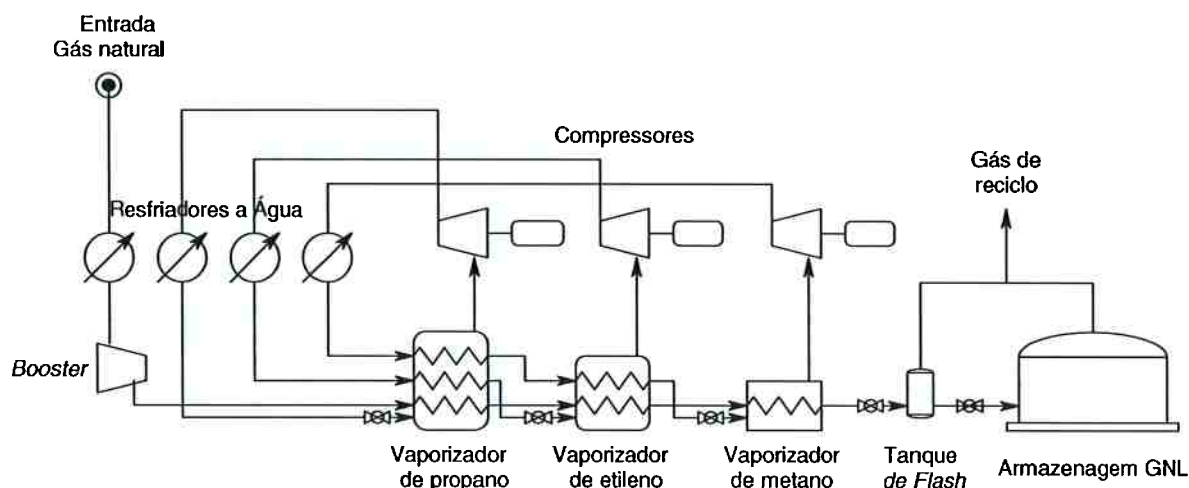 Entrada
Gás natural
Compressores
Gás de
reciclo
Resfriadores a Água
Booster
Vaporizador
de propano
Vaporizador
de etileno
Vaporizador
de metano
Tanque
de Flash
Armazenagem GNL